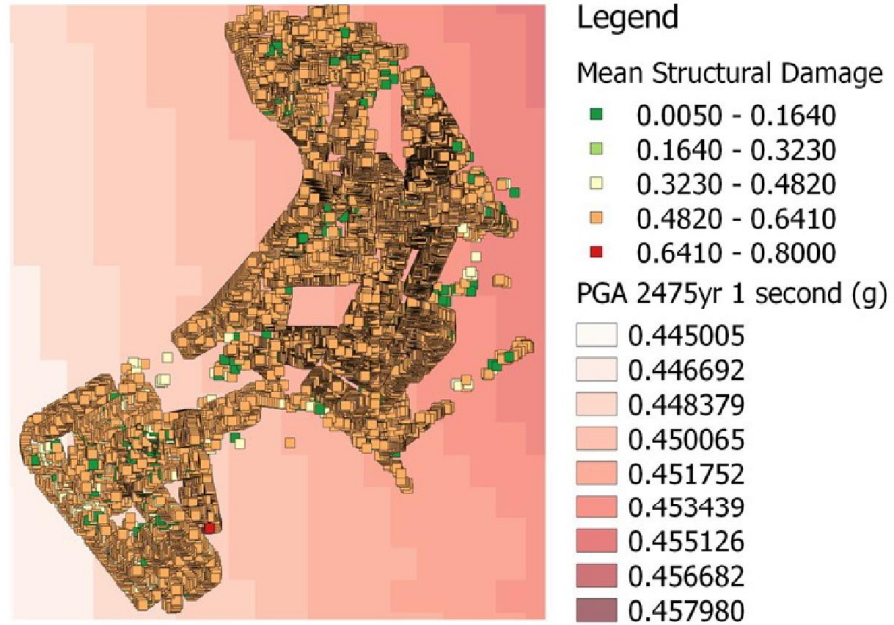 Legend
Mean Structural Damage
0.0050 - 0.1640
0.1640 - 0.3230
0.3230 - 0.4820
0.4820 - 0.6410
0.6410 - 0.8000
PGA 2475yr 1 second (g)
0.445005
0.446692
0.448379
0.450065
0.451752
0.453439
0.455126
0.456682
0.457980